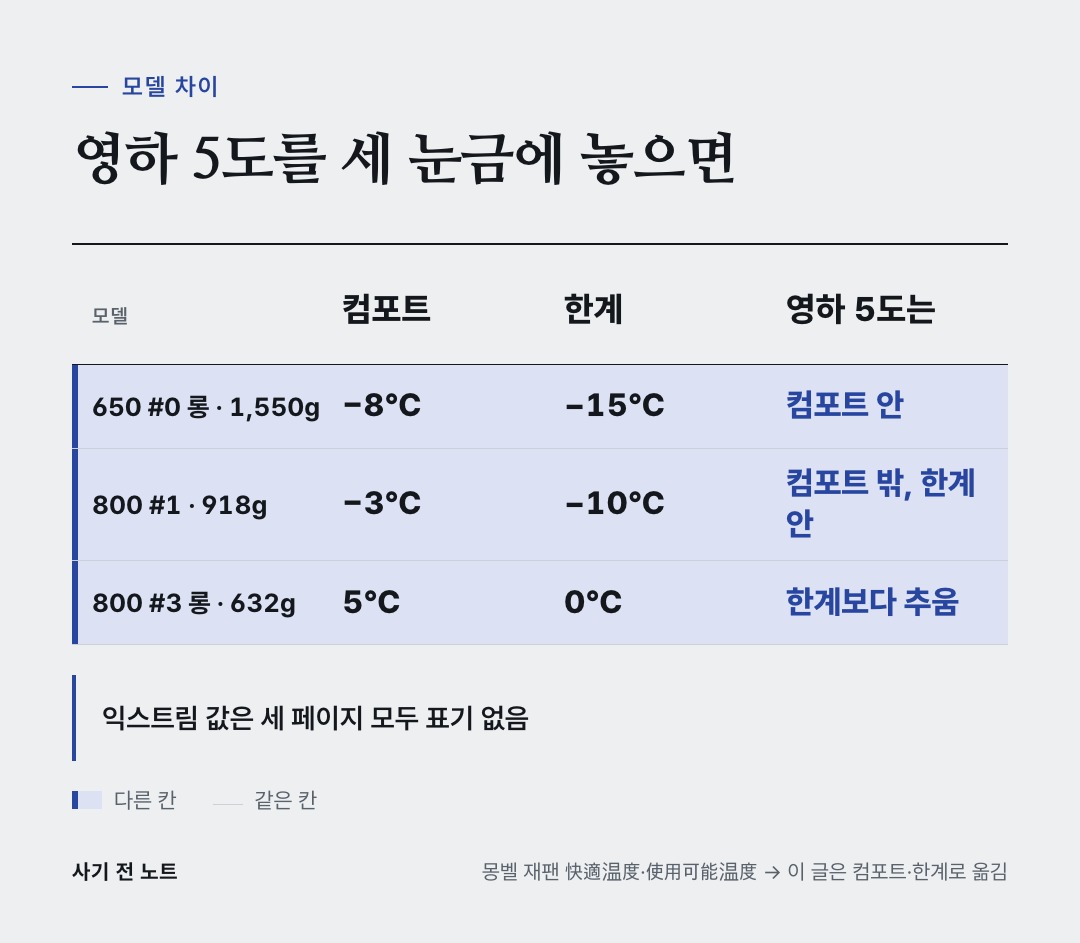 모델 차이
영하 5도를 세 눈금에 놓으면
모델 컴포트 한계 영하 5도는
650 #0 롱 · 1,550g −8°C −15°C 컴포트 안
800 #1 · 918g −3°C −10°C 컴포트 밖, 한계
안
800 #3 롱 · 632g 5°C 0°C 한계보다 추움
익스트림 값은 세 페이지 모두 표기 없음
다른 칸 같은 칸
사기 전 노트 몽벨 재팬 快適温度·使用可能温度 → 이 글은 컴포트·한계로 옮김